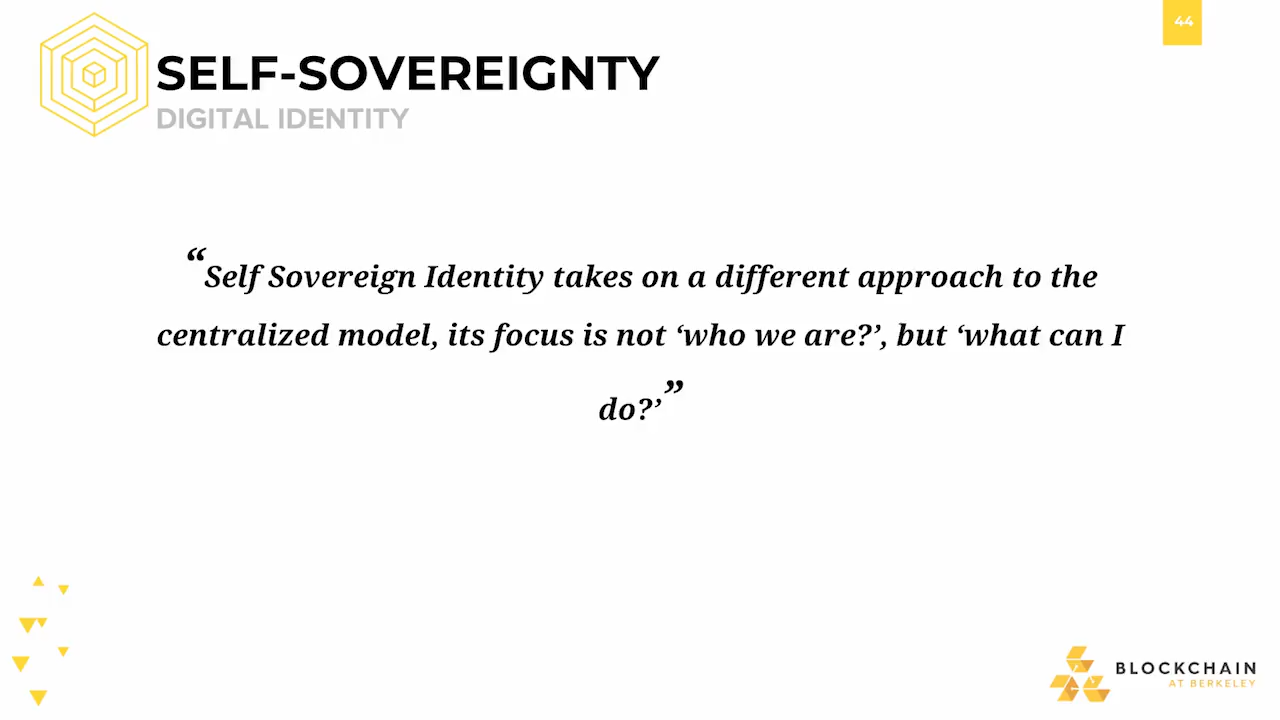 44
SELF-SOVEREIGNTY
DIGITAL IDENTITY
“Self Sovereign Identity takes on a different approach to the
centralized model, its focus is not ‘who we are?’, but ‘what can I
do?’”
BLOCKCHAIN
AT BERKELEY